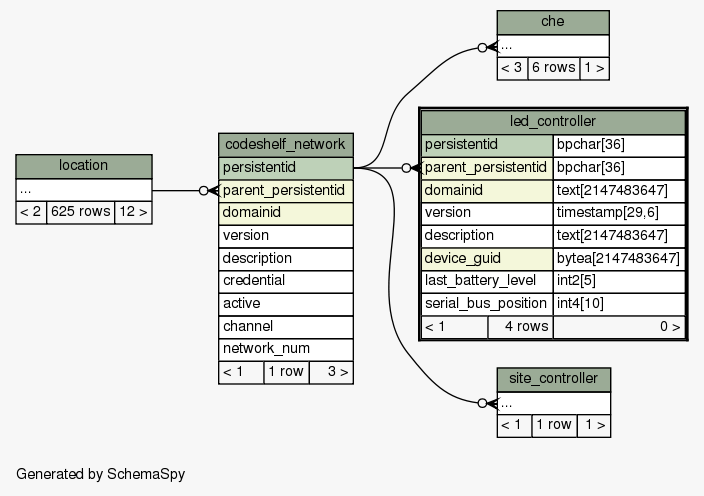 che
...
< 3 6 rows 1 >
led_controller
persistentid bpchar[36]
parent_persistentid bpchar[36]
domainid text[2147483647]
version timestamp[29,6]
description text[2147483647]
device_guid bytea[2147483647]
last_battery_level int2[5]
serial_bus_position int4[10]
< 1 4 rows 0 >
codeshelf_network
persistentid
parent_persistentid
domainid
version
description
credential
active
channel
network_num
< 1 1 row 3 >
location
...
< 2 625 rows 12 >
site_controller
...
< 1 1 row 1 >
Generated by SchemaSpy